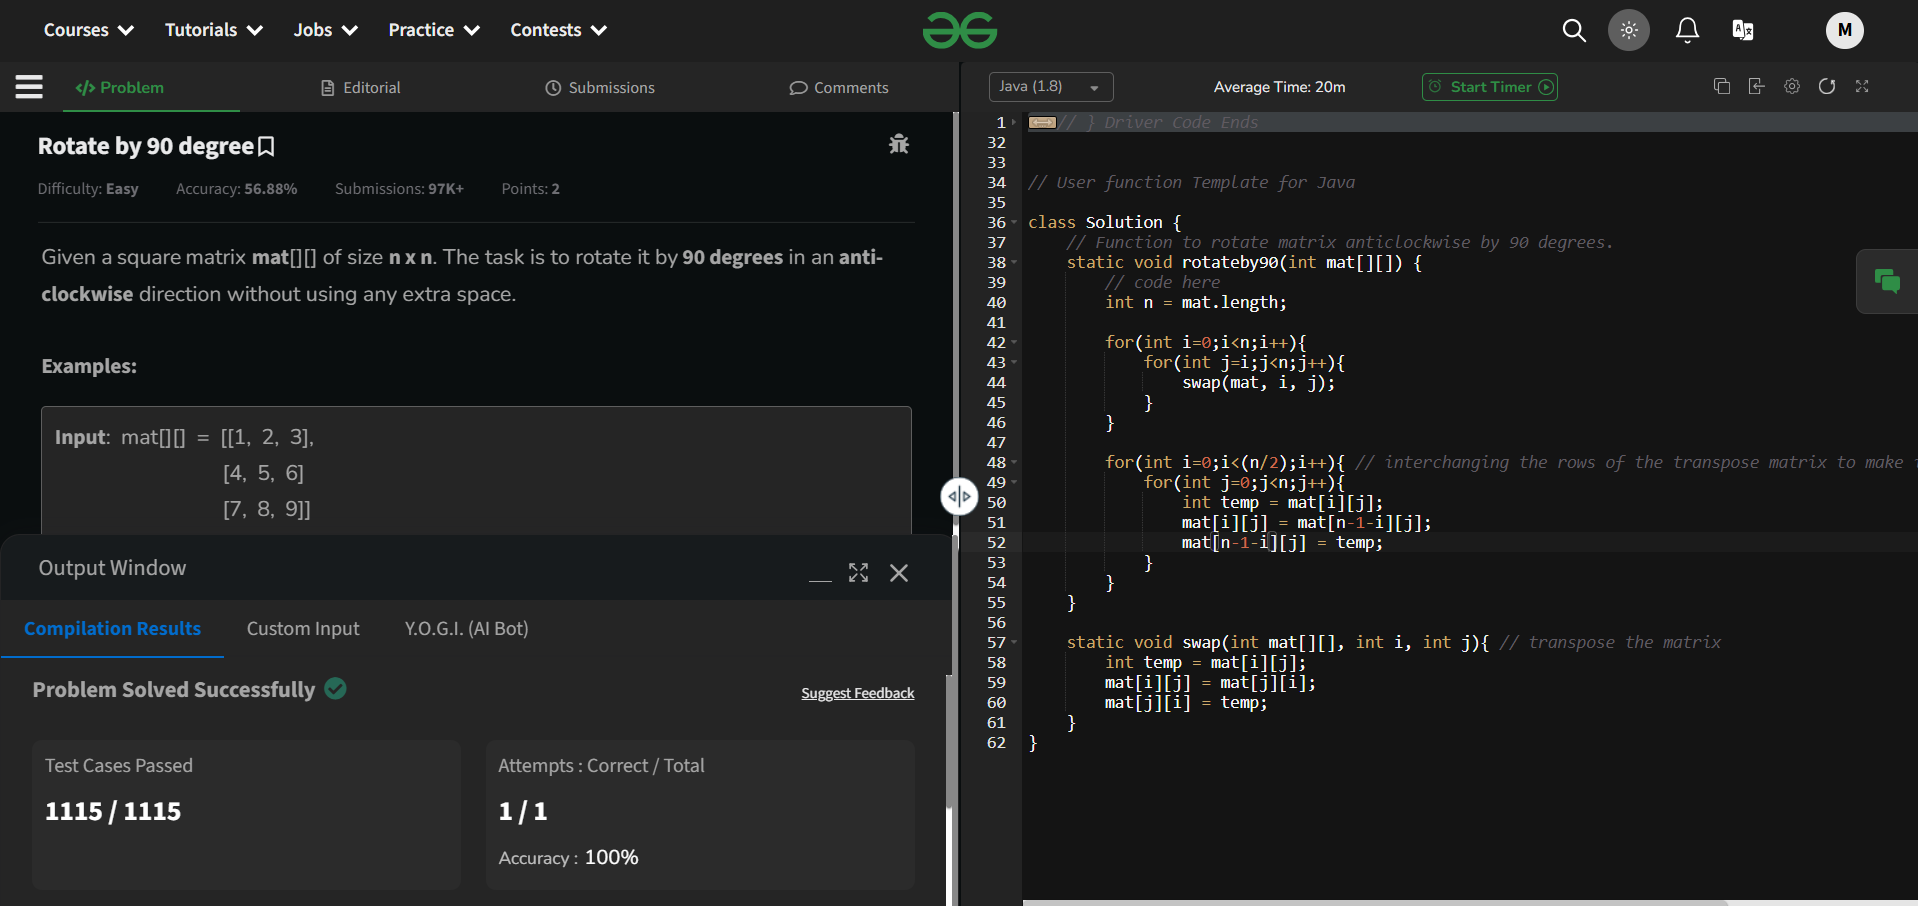 Courses Tutorials Jobs Practice Contests M
Problem Editorial Submissions Comments
Rotate by 90 degree
Difficulty: Easy Accuracy: 56.88% Submissions: 97K+ Points: 2
Given a square matrix mat[][] of size n x n. The task is to rotate it by 90 degrees in an anti-
clockwise direction without using any extra space.
Examples:
Input: mat[][] = [[1, 2, 3],
[4, 5, 6]
[7, 8, 9]]
Output Window
Compilation Results Custom Input Y.O.G.I. (AI Bot)
Problem Solved Successfully
Suggest Feedback
Test Cases Passed
1115 / 1115
Attempts : Correct / Total
1 / 1
Accuracy : 100%
Java (1.8) Average Time: 20m Start Timer
1 // } Driver Code Ends
32
33
34 // User function Template for Java
35
36 class Solution {
37 // Function to rotate matrix anticlockwise by 90 degrees.
38 static void rotateby90(int mat[][]) {
39 // code here
40 int n = mat.length;
41
42 for(int i=0;i<n;i++){
43 for(int j=i;j<n;j++){
44 swap(mat, i, j);
45 }
46 }
47
48 for(int i=0;i<(n/2);i++){ // interchanging the rows of the transpose matrix to make
49 for(int j=0;j<n;j++){
50 int temp = mat[i][j];
51 mat[i][j] = mat[n-1-i][j];
52 mat[n-1-i][j] = temp;
53 }
54 }
55 }
56
57 static void swap(int mat[][], int i, int j){ // transpose the matrix
58 int temp = mat[i][j];
59 mat[i][j] = mat[j][i];
60 mat[j][i] = temp;
61 }
62 }